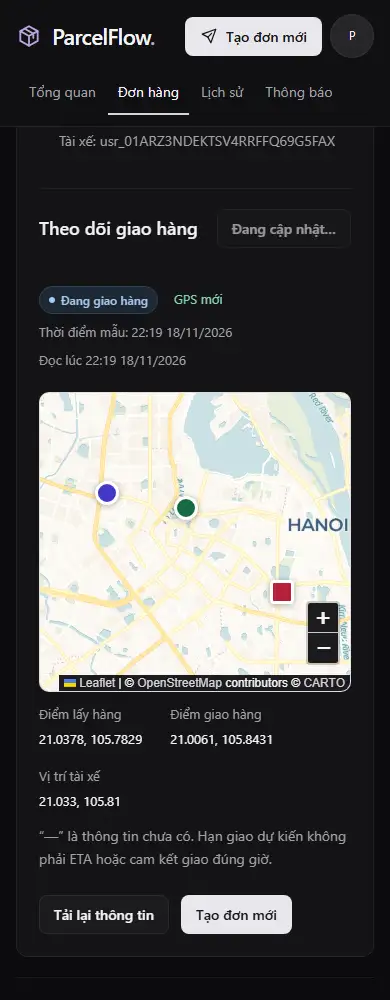 ParcelFlow.
Tạo đơn mới
P
Tổng quan
Đơn hàng
Lịch sử
Thông báo
Tài xế: usr_01ARZ3NDEKTSV4RRFFQ69G5FAX
Theo dõi giao hàng
Đang cập nhật...
Đang giao hàng
GPS mới
Thời điểm mẫu: 22:19 18/11/2026
Đọc lúc 22:19 18/11/2026
Red River
HANOI
+
−
Leaflet | © OpenStreetMap contributors © CARTO
Điểm lấy hàng
21.0378, 105.7829
Điểm giao hàng
21.0061, 105.8431
Vị trí tài xế
21.033, 105.81
“—” là thông tin chưa có. Hạn giao dự kiến không
phải ETA hoặc cam kết giao đúng giờ.
Tải lại thông tin
Tạo đơn mới